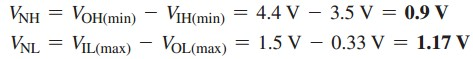 VNH = VOH(min) − VIH(min) = 4.4 V − 3.5 V = 0.9 V
VNL = VIL(max) − VOL(max) = 1.5 V − 0.33 V = 1.17 V